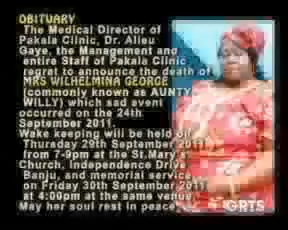 OBITUARY
The Medical Director of
Pakala Clinic, Dr. Alieu
Gaye, the Management and
entire Staff of Pakala Clinic
regrat to announce the death of
MRS WILHELMINA GEORGE
(commonly known as AUNTY
WILLY) which sad event
occurred on the 24th
September 2011.
Wake keeping will be held on
Thursday 29th September 2011
from 7-9pm at the St.Mary's
Church, Independence Drive
Banju, and memorial service
on Friday 30th September 2011
at 4:00pm at the same venue.
May her soul rest in peace.
GRTS